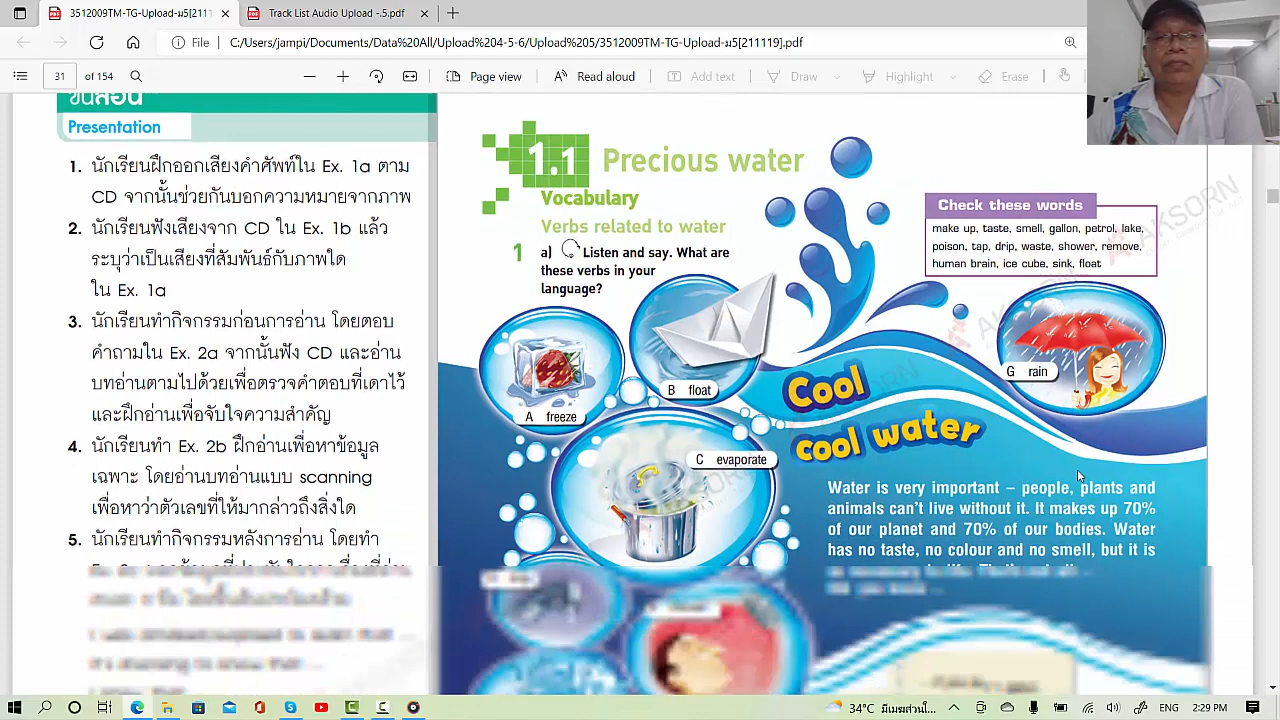 3512009TM-TG-Upload-ม5[2111
Track List Audio Upload -.5.pdf
File
C:/Users/jampi/Documents/Data%20All/Upload%204-5-6/Upload%205/3512009TM-TG-Upload-ม5[211119].pdf
31 of 154
Page view
Read aloud
Add text
Draw
Highlight
Erase
ขั้นสอน
Presentation
1. นักเรียนฝึกออกเสียงคำศัพท์ใน Ex. 1a ตาม
CD จากนั้นช่วยกันบอกความหมายจากภาพ
2. นักเรียนฟังเสียงจาก CD ใน Ex. 1b แล้ว
ระบุว่าเป็นเสียงที่สัมพันธ์กับภาพใด
ใน Ex. 1a
3. นักเรียนทำกิจกรรมก่อนการอ่าน โดยตอบ
คำถามใน Ex. 2a จากนั้นฟัง CD และอ่าน
บทอ่านตามไปด้วยเพื่อตรวจคำตอบที่เดาไว้
และฝึกอ่านเพื่อจับใจความสำคัญ
4. นักเรียนทำ Ex. 2b ฝึกอ่านเพื่อหาข้อมูล
เฉพาะ โดยอ่านบทอ่านแบบ scanning
เพื่อหาว่าตัวเลขที่ให้มากล่าวถึงสิ่งใด
5. นักเรียนทำกิจกรรมหลังการอ่าน โดยทำ
1.1 Precious water
Vocabulary
Verbs related to water
1 a) Listen and say. What are
these verbs in your
language?
Check these words
make up, taste, smell, gallon, petrol, lake,
poison, tap, drip, waste, shower, remove,
human brain, ice cube, sink, float
A freeze
B float
C evaporate
G rain
Cool
cool water
Water is very important – people, plants and
animals can't live without it. It makes up 70%
of our planet and 70% of our bodies. Water
has no taste, no colour and no smell, but it is
AKSORN
34°C มีเมฆส่วนใ...
ENG
2:29 PM